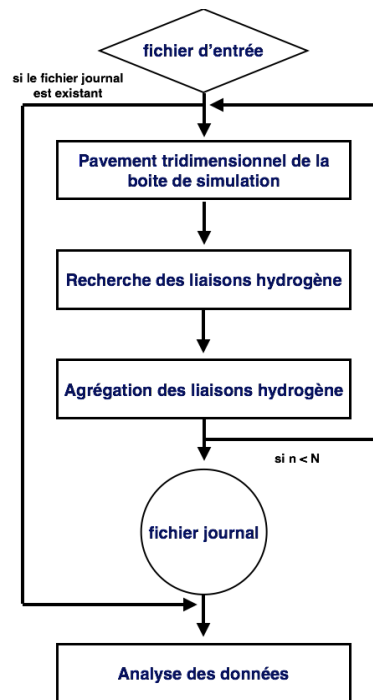 fichier d'entrée
si le fichier journal
est existant
Pavement tridimensionnel de la
boite de simulation
Recherche des liaisons hydrogène
Agrégation des liaisons hydrogène
si n < N
fichier journal
Analyse des données